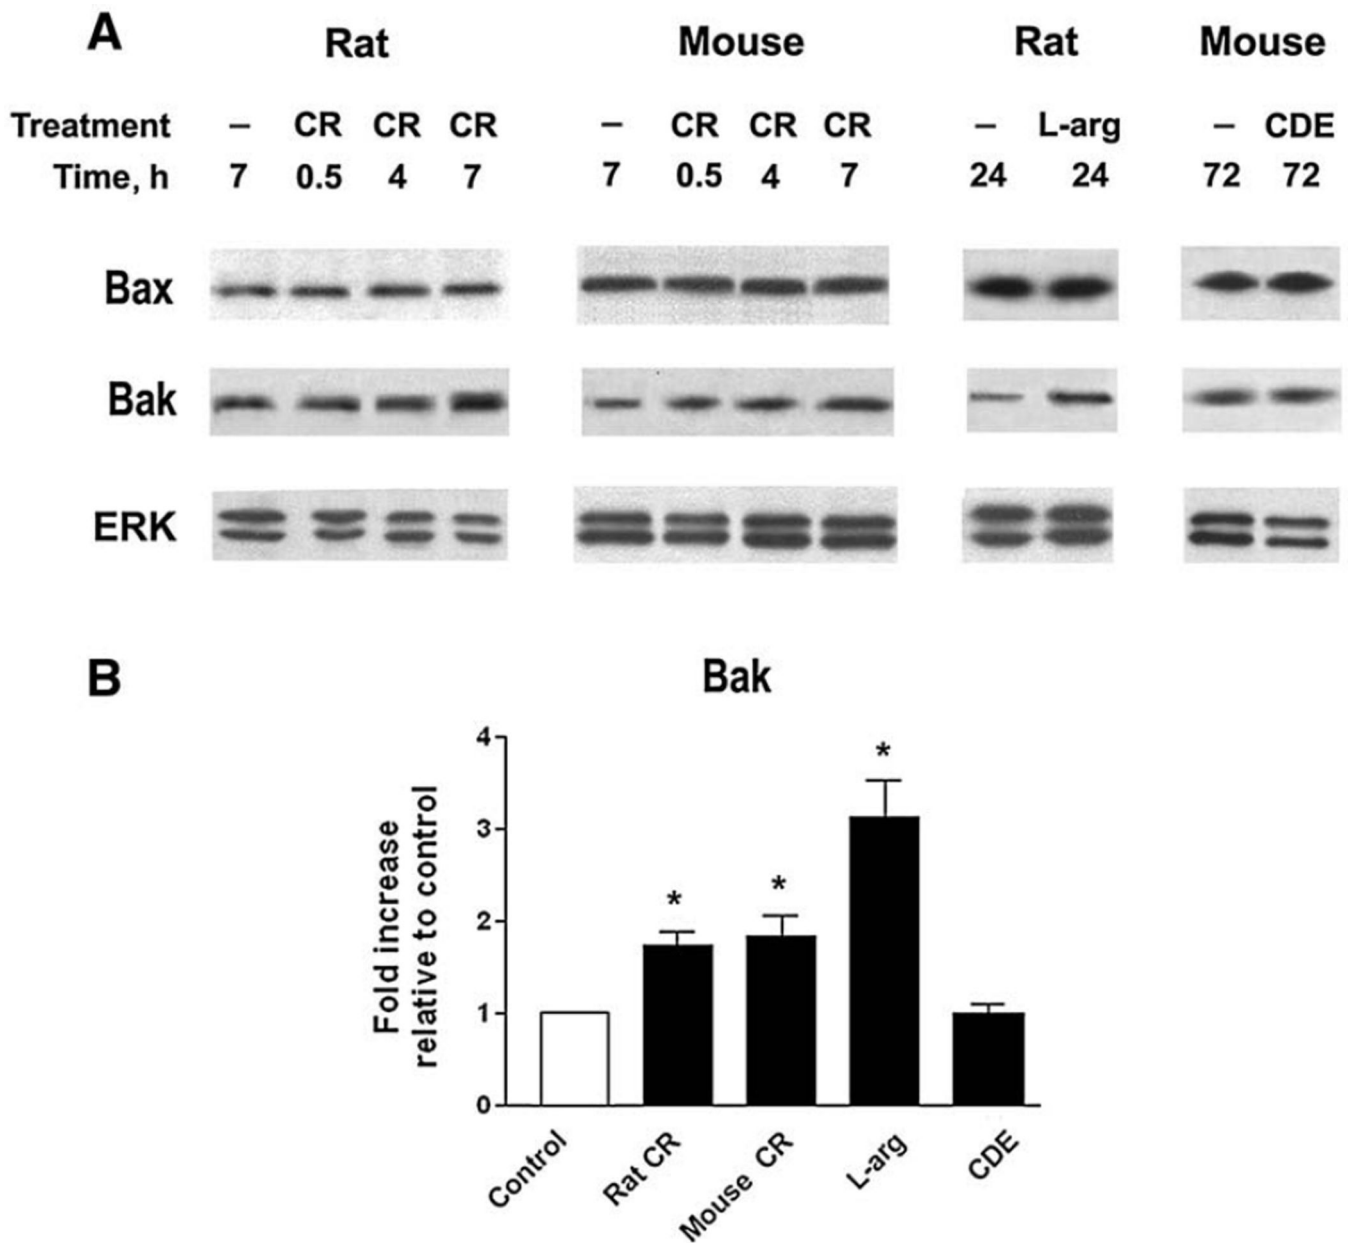 A
Rat Mouse Rat Mouse
Treatment – CR CR CR – CR CR CR – L-arg – CDE
Time, h 7 0.5 4 7 7 0.5 4 7 24 24 72 72
Bax
Bak
ERK
B
Bak
Fold increase
relative to control
4
3
2
1
0
*
*
*
Control Rat CR Mouse CR L-arg CDE